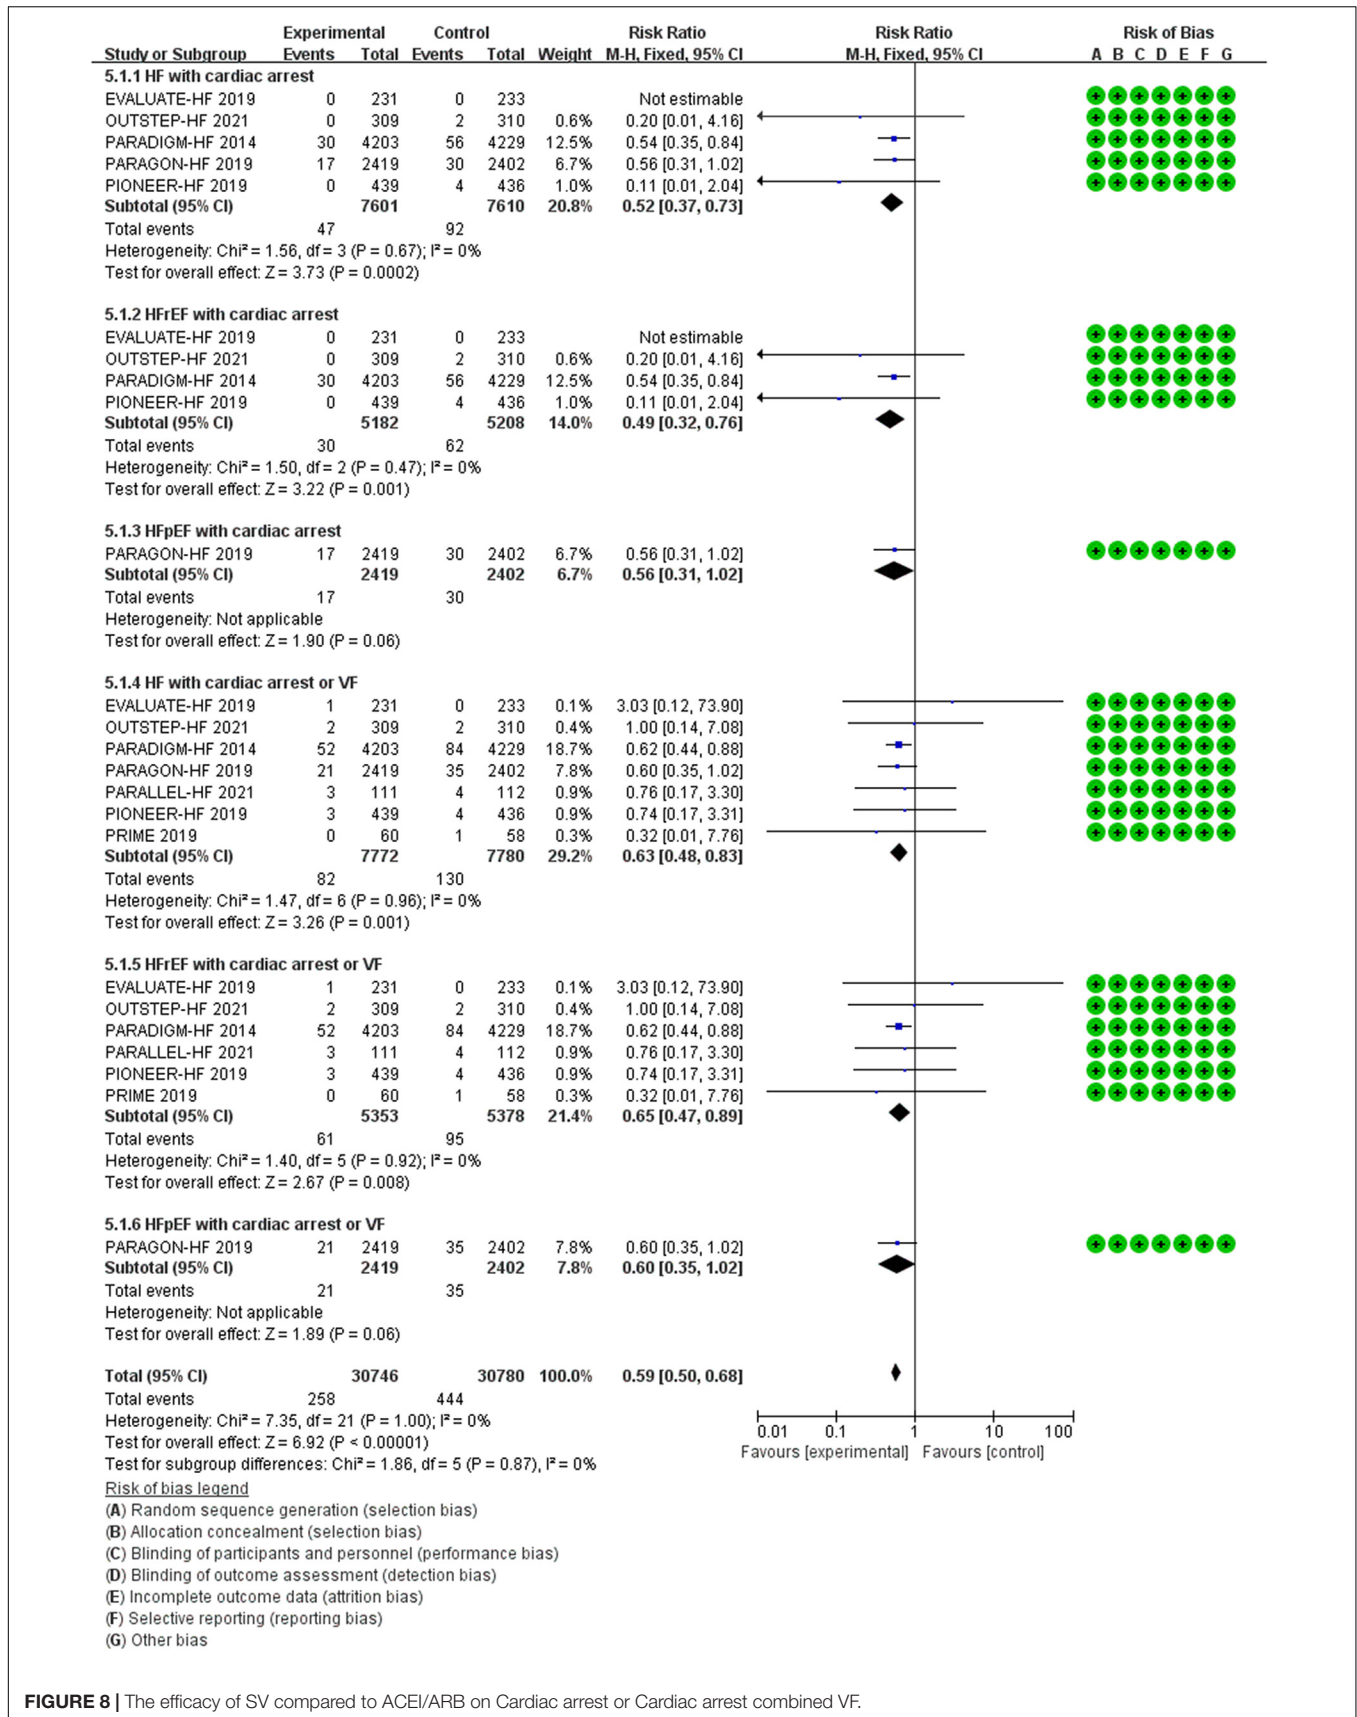 Experimental Control Risk Ratio Risk Ratio Risk of Bias
Study or Subgroup Events Total Events Total Weight M-H, Fixed, 95% CI M-H, Fixed, 95% CI A B C D E F G
5.1.1 HF with cardiac arrest
EVALUATE-HF 2019 0 231 0 233 Not estimable
OUTSTEP-HF 2021 0 309 2 310 0.6% 0.20 [0.01, 4.16]
PARADIGM-HF 2014 30 4203 56 4229 12.5% 0.54 [0.35, 0.84]
PARAGON-HF 2019 17 2419 30 2402 6.7% 0.56 [0.31, 1.02]
PIONEER-HF 2019 0 439 4 436 1.0% 0.11 [0.01, 2.04]
Subtotal (95% CI) 7601 7610 20.8% 0.52 [0.37, 0.73]
Total events 47 92
Heterogeneity: Chi² = 1.56, df = 3 (P = 0.67); I² = 0%
Test for overall effect: Z = 3.73 (P = 0.0002)
5.1.2 HFrEF with cardiac arrest
EVALUATE-HF 2019 0 231 0 233 Not estimable
OUTSTEP-HF 2021 0 309 2 310 0.6% 0.20 [0.01, 4.16]
PARADIGM-HF 2014 30 4203 56 4229 12.5% 0.54 [0.35, 0.84]
PIONEER-HF 2019 0 439 4 436 1.0% 0.11 [0.01, 2.04]
Subtotal (95% CI) 5182 5208 14.0% 0.49 [0.32, 0.76]
Total events 30 62
Heterogeneity: Chi² = 1.50, df = 2 (P = 0.47); I² = 0%
Test for overall effect: Z = 3.22 (P = 0.001)
5.1.3 HFpEF with cardiac arrest
PARAGON-HF 2019 17 2419 30 2402 6.7% 0.56 [0.31, 1.02]
Subtotal (95% CI) 2419 2402 6.7% 0.56 [0.31, 1.02]
Total events 17 30
Heterogeneity: Not applicable
Test for overall effect: Z = 1.90 (P = 0.06)
5.1.4 HF with cardiac arrest or VF
EVALUATE-HF 2019 1 231 0 233 0.1% 3.03 [0.12, 73.90]
OUTSTEP-HF 2021 2 309 2 310 0.4% 1.00 [0.14, 7.08]
PARADIGM-HF 2014 52 4203 84 4229 18.7% 0.62 [0.44, 0.88]
PARAGON-HF 2019 21 2419 35 2402 7.8% 0.60 [0.35, 1.02]
PARALLEL-HF 2021 3 111 4 112 0.9% 0.76 [0.17, 3.30]
PIONEER-HF 2019 3 439 4 436 0.9% 0.74 [0.17, 3.31]
PRIME 2019 0 60 1 58 0.3% 0.32 [0.01, 7.76]
Subtotal (95% CI) 7772 7780 29.2% 0.63 [0.48, 0.83]
Total events 82 130
Heterogeneity: Chi² = 1.47, df = 6 (P = 0.96); I² = 0%
Test for overall effect: Z = 3.26 (P = 0.001)
5.1.5 HFrEF with cardiac arrest or VF
EVALUATE-HF 2019 1 231 0 233 0.1% 3.03 [0.12, 73.90]
OUTSTEP-HF 2021 2 309 2 310 0.4% 1.00 [0.14, 7.08]
PARADIGM-HF 2014 52 4203 84 4229 18.7% 0.62 [0.44, 0.88]
PARALLEL-HF 2021 3 111 4 112 0.9% 0.76 [0.17, 3.30]
PIONEER-HF 2019 3 439 4 436 0.9% 0.74 [0.17, 3.31]
PRIME 2019 0 60 1 58 0.3% 0.32 [0.01, 7.76]
Subtotal (95% CI) 5353 5378 21.4% 0.65 [0.47, 0.89]
Total events 61 95
Heterogeneity: Chi² = 1.40, df = 5 (P = 0.92); I² = 0%
Test for overall effect: Z = 2.67 (P = 0.008)
5.1.6 HFpEF with cardiac arrest or VF
PARAGON-HF 2019 21 2419 35 2402 7.8% 0.60 [0.35, 1.02]
Subtotal (95% CI) 2419 2402 7.8% 0.60 [0.35, 1.02]
Total events 21 35
Heterogeneity: Not applicable
Test for overall effect: Z = 1.89 (P = 0.06)
Total (95% CI) 30746 30780 100.0% 0.59 [0.50, 0.68]
Total events 258 444
Heterogeneity: Chi² = 7.35, df = 21 (P = 1.00); I² = 0%
Test for overall effect: Z = 6.92 (P < 0.00001)
Test for subgroup differences: Chi² = 1.86, df = 5 (P = 0.87), I² = 0%
0.01 0.1 1 10 100
Favours [experimental] Favours [control]
Risk of bias legend
(A) Random sequence generation (selection bias)
(B) Allocation concealment (selection bias)
(C) Blinding of participants and personnel (performance bias)
(D) Blinding of outcome assessment (detection bias)
(E) Incomplete outcome data (attrition bias)
(F) Selective reporting (reporting bias)
(G) Other bias
FIGURE 8 | The efficacy of SV compared to ACEI/ARB on Cardiac arrest or Cardiac arrest combined VF.